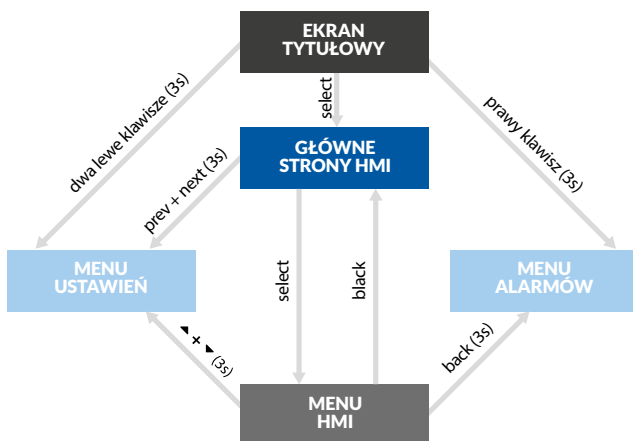 EKRAN
TYTUŁOWY
dwa lewe klawisze (3s)
select
prawy klawisz (3s)
GŁÓWNE
STRONY HMI
prev + next (3s)
MENU
USTAWIEŃ
select
black
MENU
ALARMÓW
+ (3s)
back (3s)
MENU
HMI